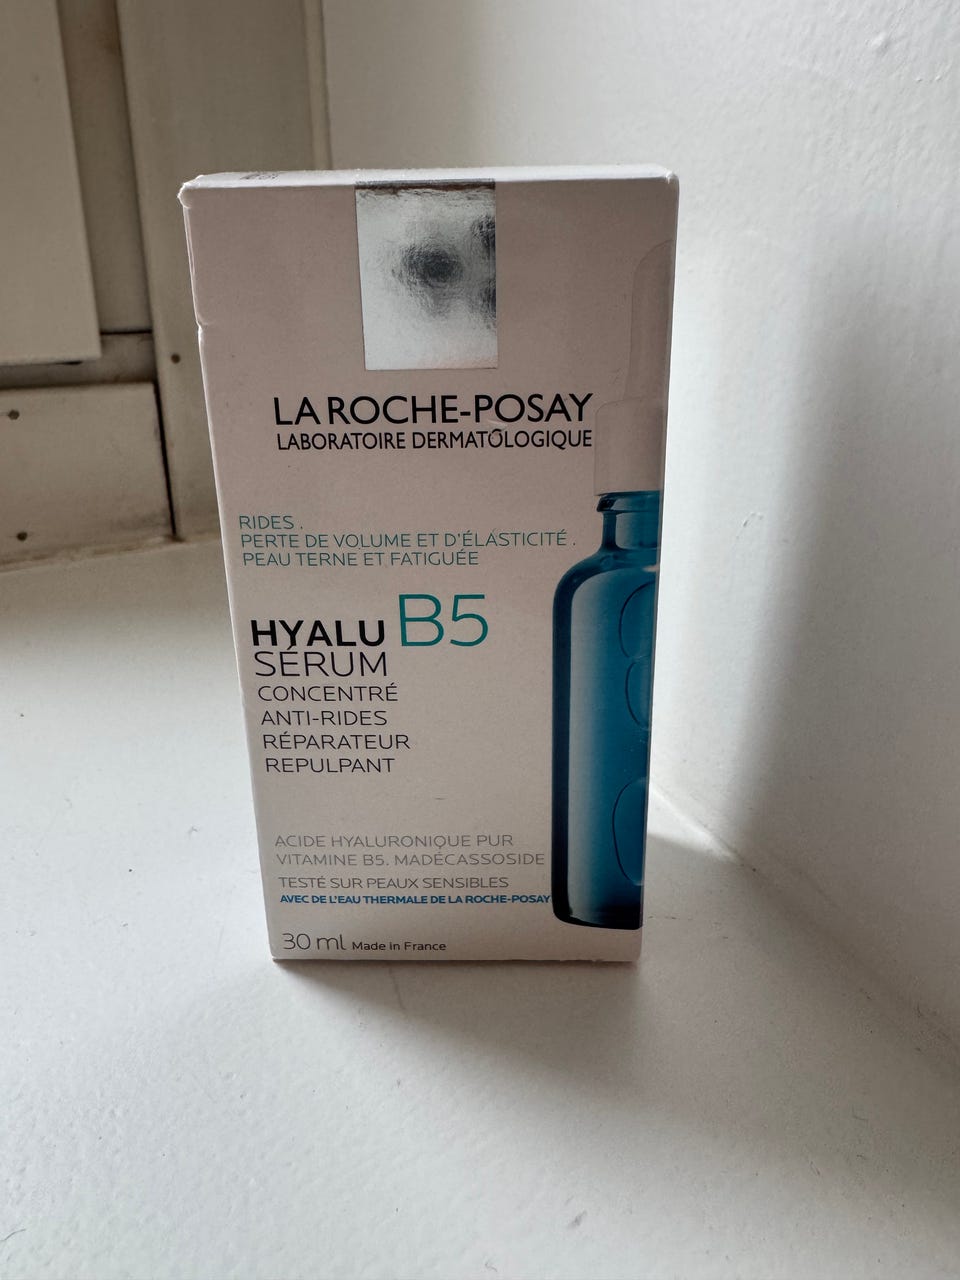 LA ROCHE-POSAY
LABORATOIRE DERMATOLOGIQUE
RIDES .
PERTE DE VOLUME ET D'ÉLASTICITÉ .
PEAU TERNE ET FATIGUÉE
HYALU B5
SÉRUM
CONCENTRÉ
ANTI-RIDES
RÉPARATEUR
REPULPANT
ACIDE HYALURONIQUE PUR
VITAMINE B5. MADÉCASSOSIDE
TESTÉ SUR PEAUX SENSIBLES
AVEC DE L'EAU THERMALE DE LA ROCHE-POSAY
30 ml Made in France